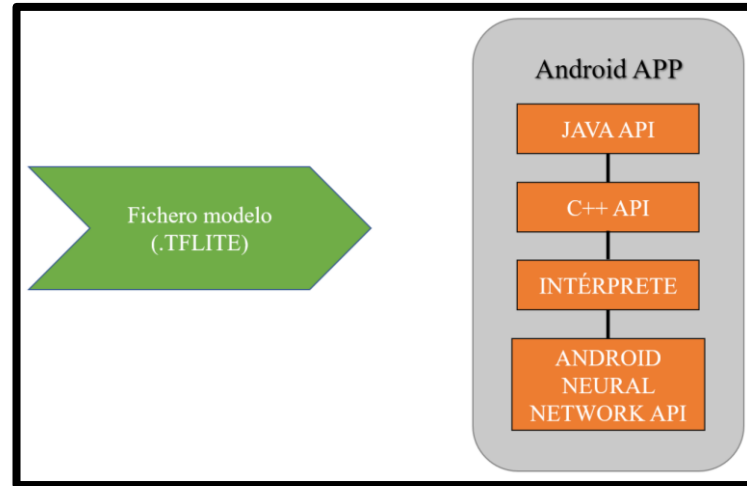 Android APP
JAVA API
Fichero modelo
(.TFLITE)
C++ API
INTÉRPRETE
ANDROID
NEURAL
NETWORK API